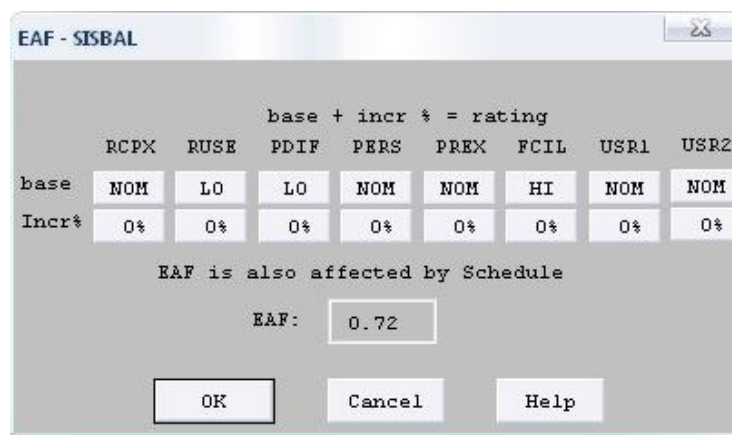 EAF - SISBAL
base + incr % = rating
RCPX RUSE PDIF PERS PREX FCIL USR1 USR2
base NOM LO LO NOM NOM HI NOM NOM
Incr% 0% 0% 0% 0% 0% 0% 0% 0%
EAF is also affected by Schedule
EAF: 0.72
OK Cancel Help